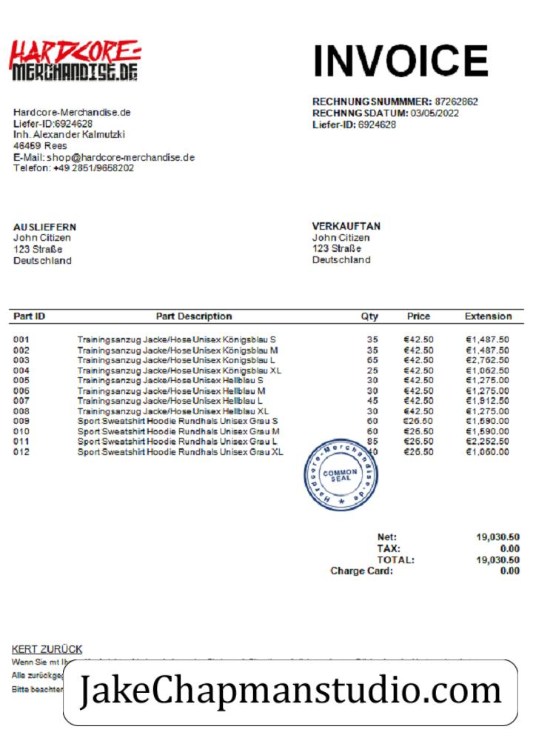 HARDCORE-
MERCHANDISE.DE
INVOICE
RECHNUNGSNUMMMER: 87262862
RECHNNGSDATUM: 03/05/2022
Liefer-ID: 6924628
Hardcore-Merchandise.de
Liefer-ID:6924628
Inh. Alexander Kalmutzki
46459 Rees
E-Mail: shop@hardcore-merchandise.de
Telefon: +49 2851/9658202
AUSLIEFERN
John Citizen
123 Straße
Deutschland
VERKAUFTAN
John Citizen
123 Straße
Deutschland
Part ID Part Description Qty Price Extension
001 Trainingsanzug Jacke/Hose Unisex Königsblau S 35 €42.50 €1,487.50
002 Trainingsanzug Jacke/Hose Unisex Königsblau M 35 €42.50 €1,487.50
003 Trainingsanzug Jacke/Hose Unisex Königsblau L 65 €42.50 €2,762.50
004 Trainingsanzug Jacke/Hose Unisex Königsblau XL 25 €42.50 €1,062.50
005 Trainingsanzug Jacke/Hose Unisex Hellblau S 30 €42.50 €1,275.00
006 Trainingsanzug Jacke/Hose Unisex Hellblau M 30 €42.50 €1,275.00
007 Trainingsanzug Jacke/Hose Unisex Hellblau L 45 €42.50 €1,912.50
008 Trainingsanzug Jacke/Hose Unisex Hellblau XL 30 €42.50 €1,275.00
009 Sport Sweatshirt Hoodie Rundhals Unisex Grau S 60 €26.50 €1,590.00
010 Sport Sweatshirt Hoodie Rundhals Unisex Grau M 60 €26.50 €1,590.00
011 Sport Sweatshirt Hoodie Rundhals Unisex Grau L 85 €26.50 €2,252.50
012 Sport Sweatshirt Hoodie Rundhals Unisex Grau XL 40 €26.50 €1,060.00
Hardcore-Merchandise.de
COMMON
SEAL
Net: 19,030.50
TAX: 0.00
TOTAL: 19,030.50
Charge Card: 0.00
KERT ZURÜCK
Wenn Sie mt
Alle
Bitte
JakeChapmanstudio.com